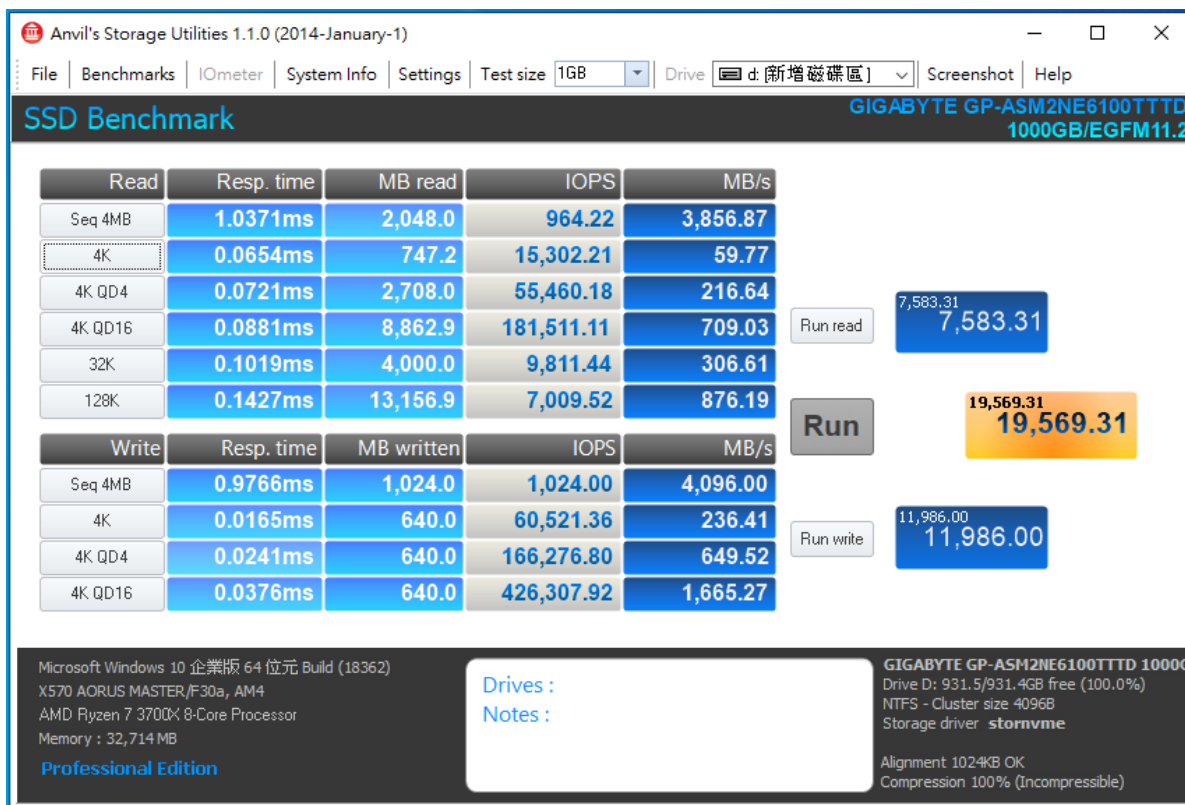 Anvil's Storage Utilities 1.1.0 (2014-January-1)
File Benchmarks IOmeter System Info Settings Test size 1GB Drive d: [新增磁碟區] Screenshot Help
SSD Benchmark
GIGABYTE GP-ASM2NE6100TTTD
1000GB/EGFM11.2
Read Resp. time MB read IOPS MB/s
Seq 4MB 1.0371ms 2,048.0 964.22 3,856.87
4K 0.0654ms 747.2 15,302.21 59.77
4K QD4 0.0721ms 2,708.0 55,460.18 216.64
4K QD16 0.0881ms 8,862.9 181,511.11 709.03
32K 0.1019ms 4,000.0 9,811.44 306.61
128K 0.1427ms 13,156.9 7,009.52 876.19
Run read
7,583.31
7,583.31
Run
19,569.31
19,569.31
Write Resp. time MB written IOPS MB/s
Seq 4MB 0.9766ms 1,024.0 1,024.00 4,096.00
4K 0.0165ms 640.0 60,521.36 236.41
4K QD4 0.0241ms 640.0 166,276.80 649.52
4K QD16 0.0376ms 640.0 426,307.92 1,665.27
Run write
11,986.00
11,986.00
Microsoft Windows 10 企業版 64 位元 Build (18362)
X570 AORUS MASTER/F30a, AM4
AMD Ryzen 7 3700X 8-Core Processor
Memory : 32,714 MB
Professional Edition
Drives :
Notes :
GIGABYTE GP-ASM2NE6100TTTD 1000G
Drive D: 931.5/931.4GB free (100.0%)
NTFS - Cluster size 4096B
Storage driver stornvme
Alignment 1024KB OK
Compression 100% (Incompressible)